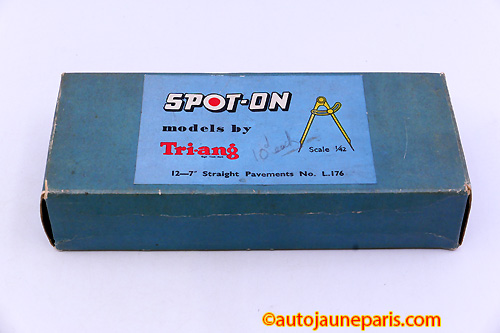 SPOT-ON
models by
Tri-ang
Scale 1/42
12—7" Straight Pavements No. L.176
©autojauneparis.com